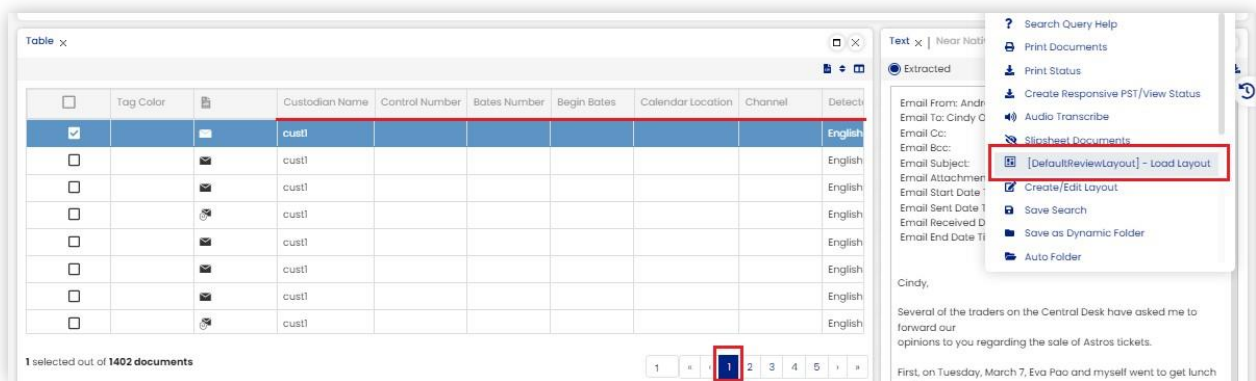 Table ×
Tag Color Custodian Name Control Number Bates Number Begin Bates Calendar Location Channel
cust1 English
cust1 English
cust1 English
cust1 English
cust1 English
cust1 English
cust1 English
cust1 English
1 selected out of 1402 documents
1 « ‹ 1 2 3 4 5 › »
Text × | Near
Extracted
Email From:
Email To: Cindy
Email Cc:
Email Bcc:
Email Subject:
Email
Email Start Date
Email Sent Date
Email Received
Email End Date
Cindy,
Several of the traders on the Central Desk have asked me to
forward our
opinions to you regarding the sale of Astros tickets.
First, on Tuesday, March 7, Eva Pao and myself went to get lunch
? Search Query Help
Print Documents
Print Status
Create Responsive PST/View Status
Audio Transcribe
Slipsheet Documents
[DefaultReviewLayout] - Load Layout
Create/Edit Layout
Save Search
Save as Dynamic Folder
Auto Folder